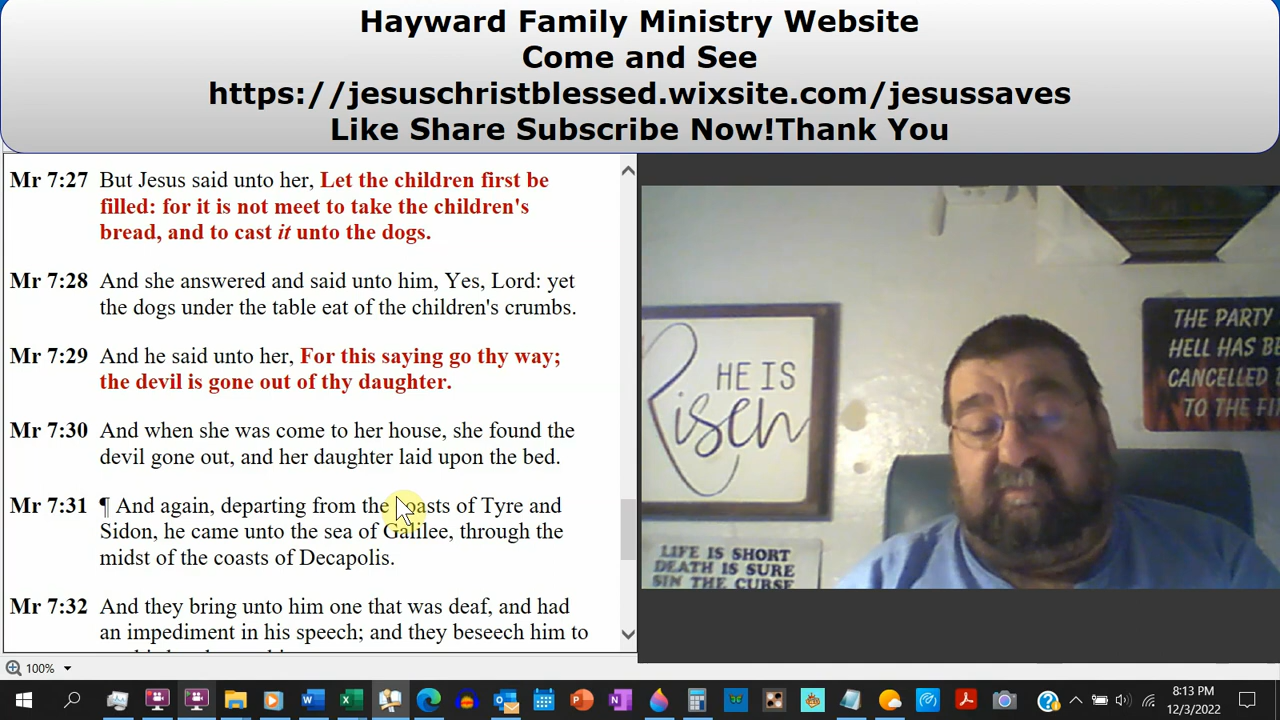 Hayward Family Ministry Website
Come and See
https://jesuschristblessed.wixsite.com/jesussaves
Like Share Subscribe Now!Thank You
Mr 7:27 But Jesus said unto her, Let the children first be
filled: for it is not meet to take the children's
bread, and to cast it unto the dogs.
Mr 7:28 And she answered and said unto him, Yes, Lord: yet
the dogs under the table eat of the children's crumbs.
Mr 7:29 And he said unto her, For this saying go thy way;
the devil is gone out of thy daughter.
Mr 7:30 And when she was come to her house, she found the
devil gone out, and her daughter laid upon the bed.
Mr 7:31 ¶ And again, departing from the coasts of Tyre and
Sidon, he came unto the sea of Galilee, through the
midst of the coasts of Decapolis.
Mr 7:32 And they bring unto him one that was deaf, and had
an impediment in his speech; and they beseech him to
HE IS
Risen
THE PARTY
HELL HAS BE
CANCELLED
TO THE FI
LIFE IS SHORT
DEATH IS SURE
SIN THE CURSE
100%
8:13 PM
12/3/2022